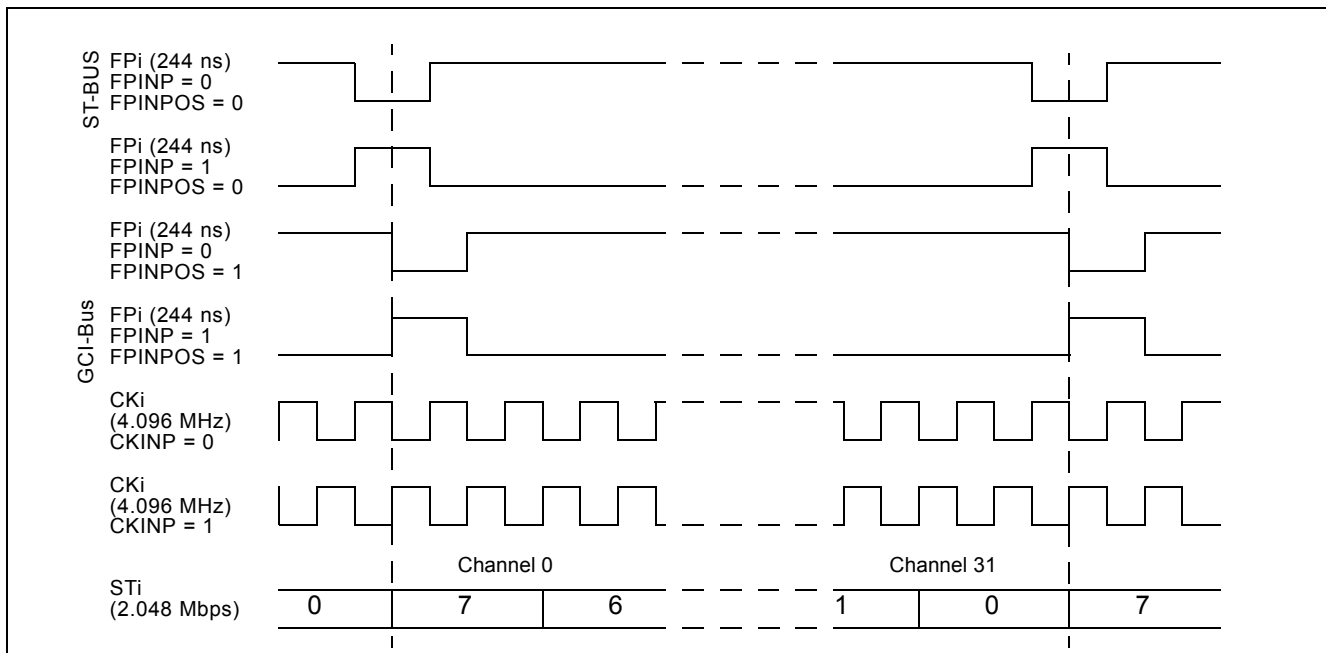 ST-BUS
FPi (244 ns)
FPINP = 0
FPINPOS = 0
FPi (244 ns)
FPINP = 1
FPINPOS = 0
FPi (244 ns)
FPINP = 0
FPINPOS = 1
GCI-Bus
FPi (244 ns)
FPINP = 1
FPINPOS = 1
CKi
(4.096 MHz)
CKINP = 0
CKi
(4.096 MHz)
CKINP = 1
Channel 0
Channel 31
STi
(2.048 Mbps)
0 7 6 1 0 7